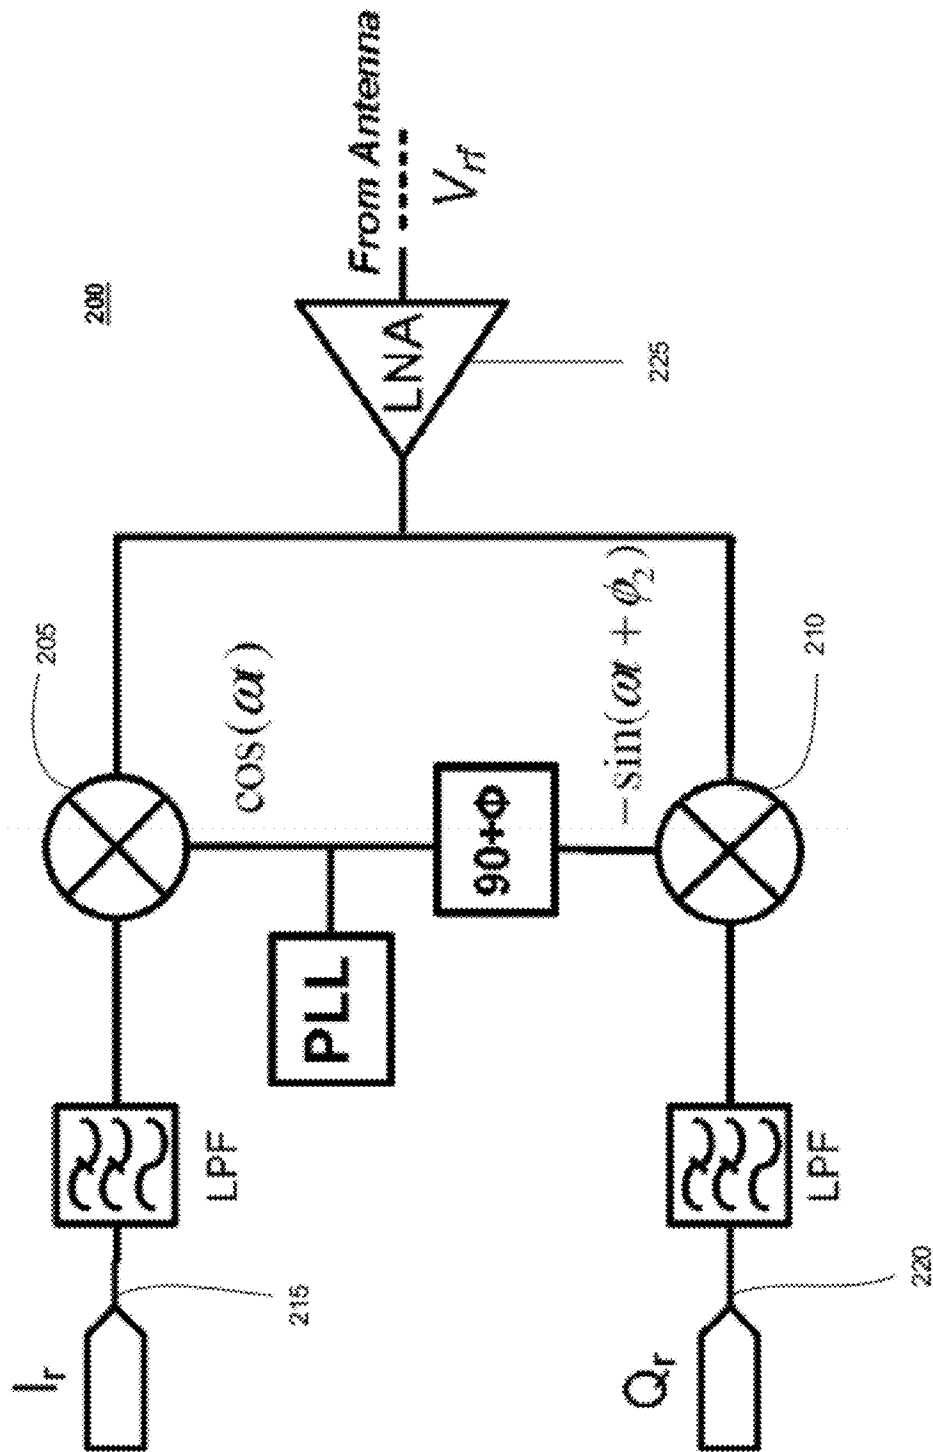 200
From Antenna
V_rf
LNA
225
205
cos(ωt)
-sin(ωt + ϕ₂)
210
90+Φ
PLL
LPF
LPF
215
220
I_r
Q_r